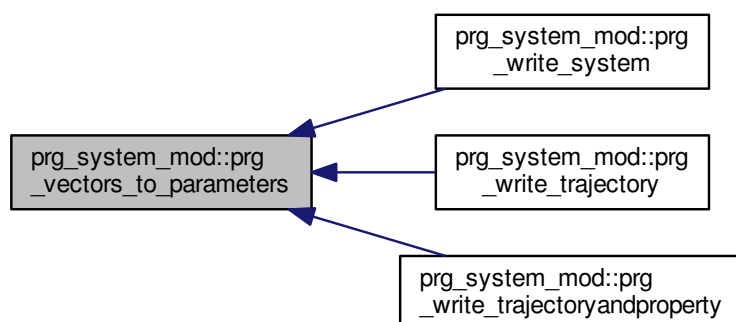 prg_system_mod::prg
_write_system
prg_system_mod::prg
_vectors_to_parameters
prg_system_mod::prg
_write_trajectory
prg_system_mod::prg
_write_trajectoryandproperty